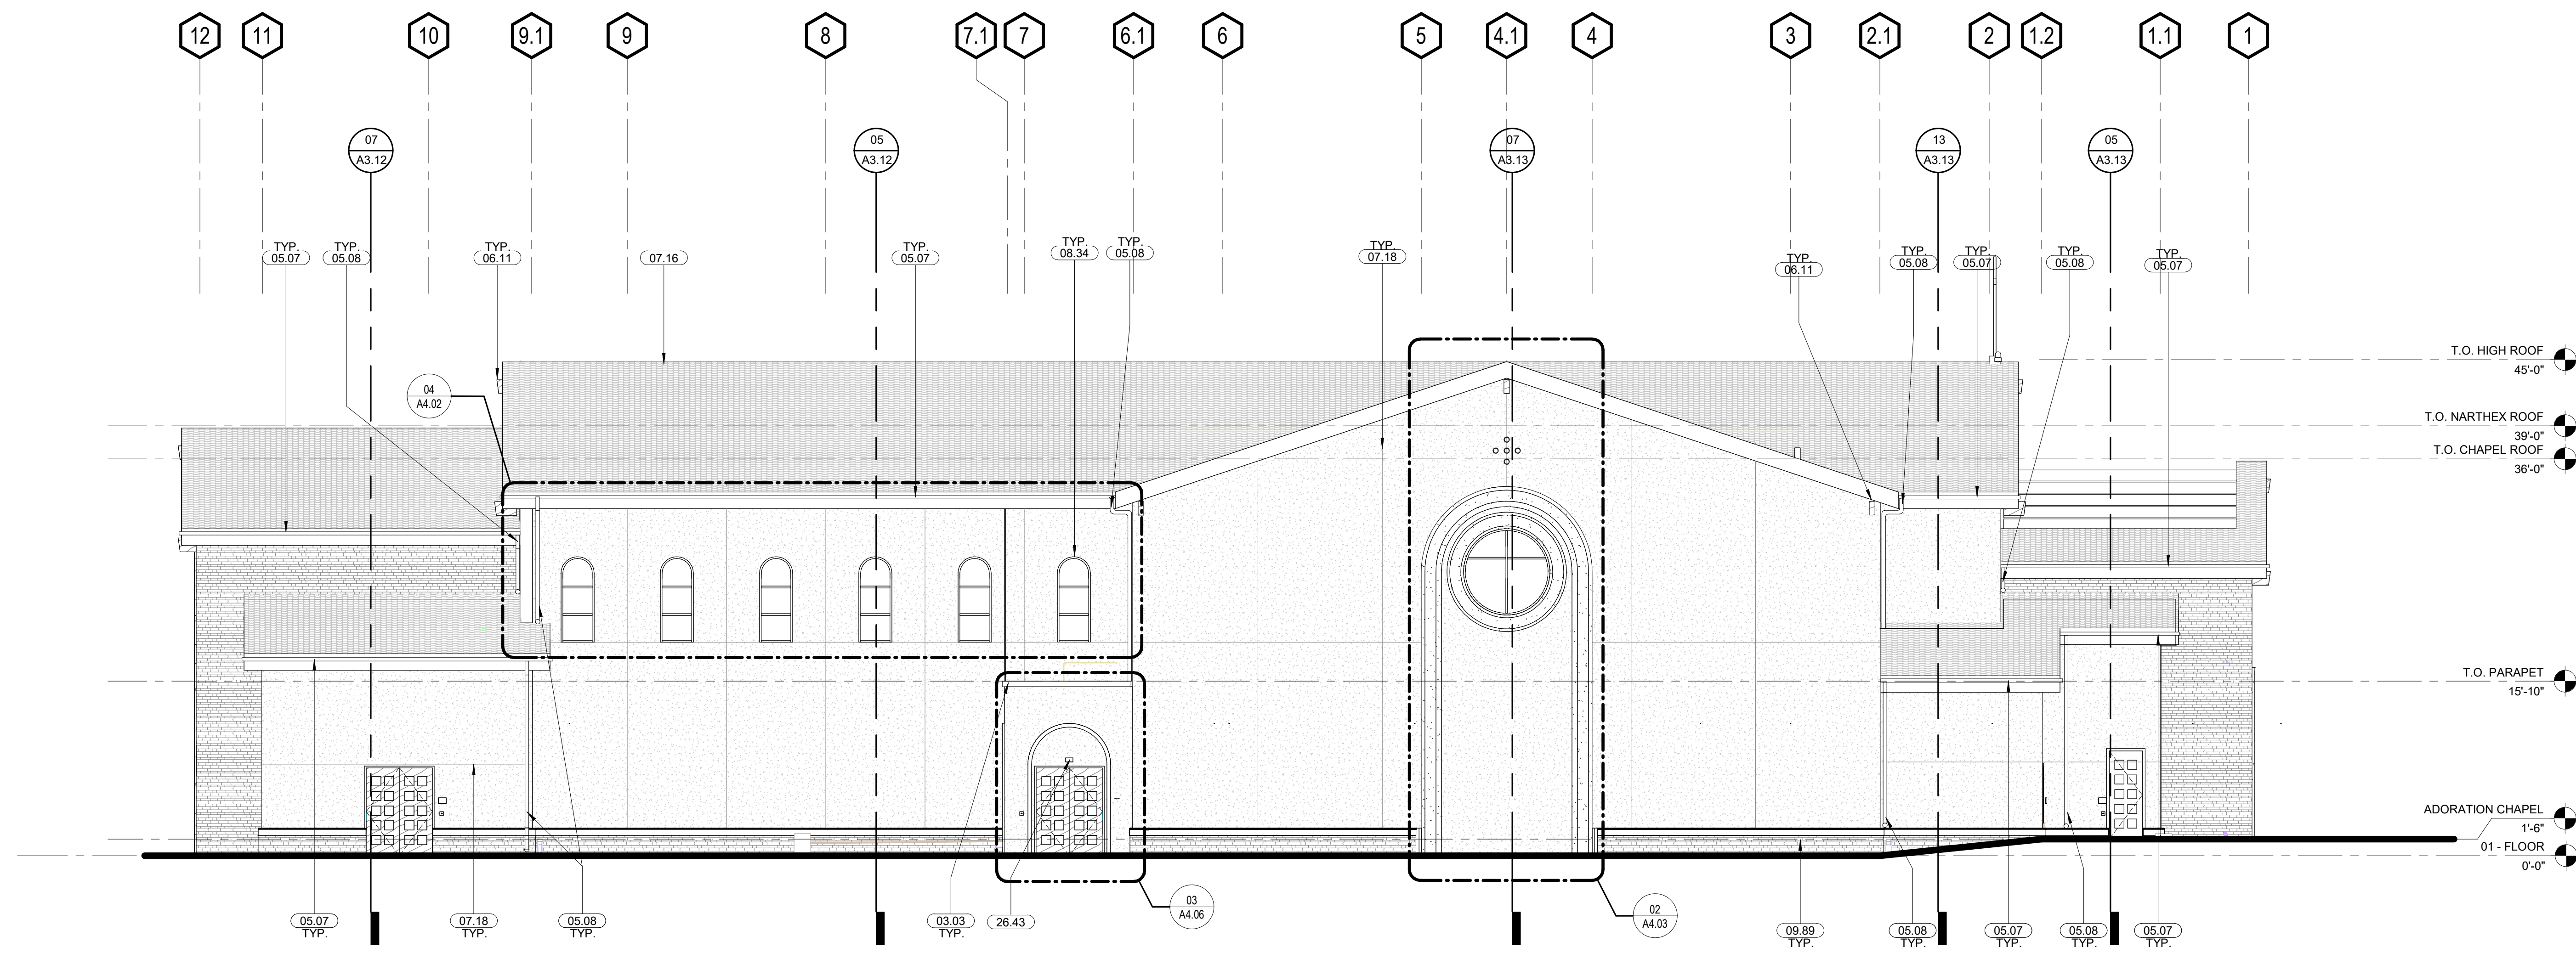 12
11
10
9.1
9
8
7.1
7
6.1
6
5
4.1
4
3
2.1
2
1.2
1.1
1
07
A3.12
05
A3.12
07
A3.13
13
A3.13
05
A3.13
TYP.
05.07
TYP.
05.08
TYP.
06.11
07.16
TYP.
05.07
TYP.
08.34
TYP.
05.08
TYP.
07.18
TYP.
06.11
TYP.
05.08
TYP.
05.07
TYP.
05.08
TYP.
05.07
04
A4.02
T.O. HIGH ROOF
45'-0"
T.O. NARTHEX ROOF
39'-0"
T.O. CHAPEL ROOF
36'-0"
T.O. PARAPET
15'-10"
ADORATION CHAPEL
1'-6"
01 - FLOOR
0'-0"
05.07
TYP.
07.18
TYP.
05.08
TYP.
03.03
TYP.
26.43
03
A4.06
02
A4.03
09.89
TYP.
05.08
TYP.
05.07
TYP.
05.08
TYP.
05.07
TYP.